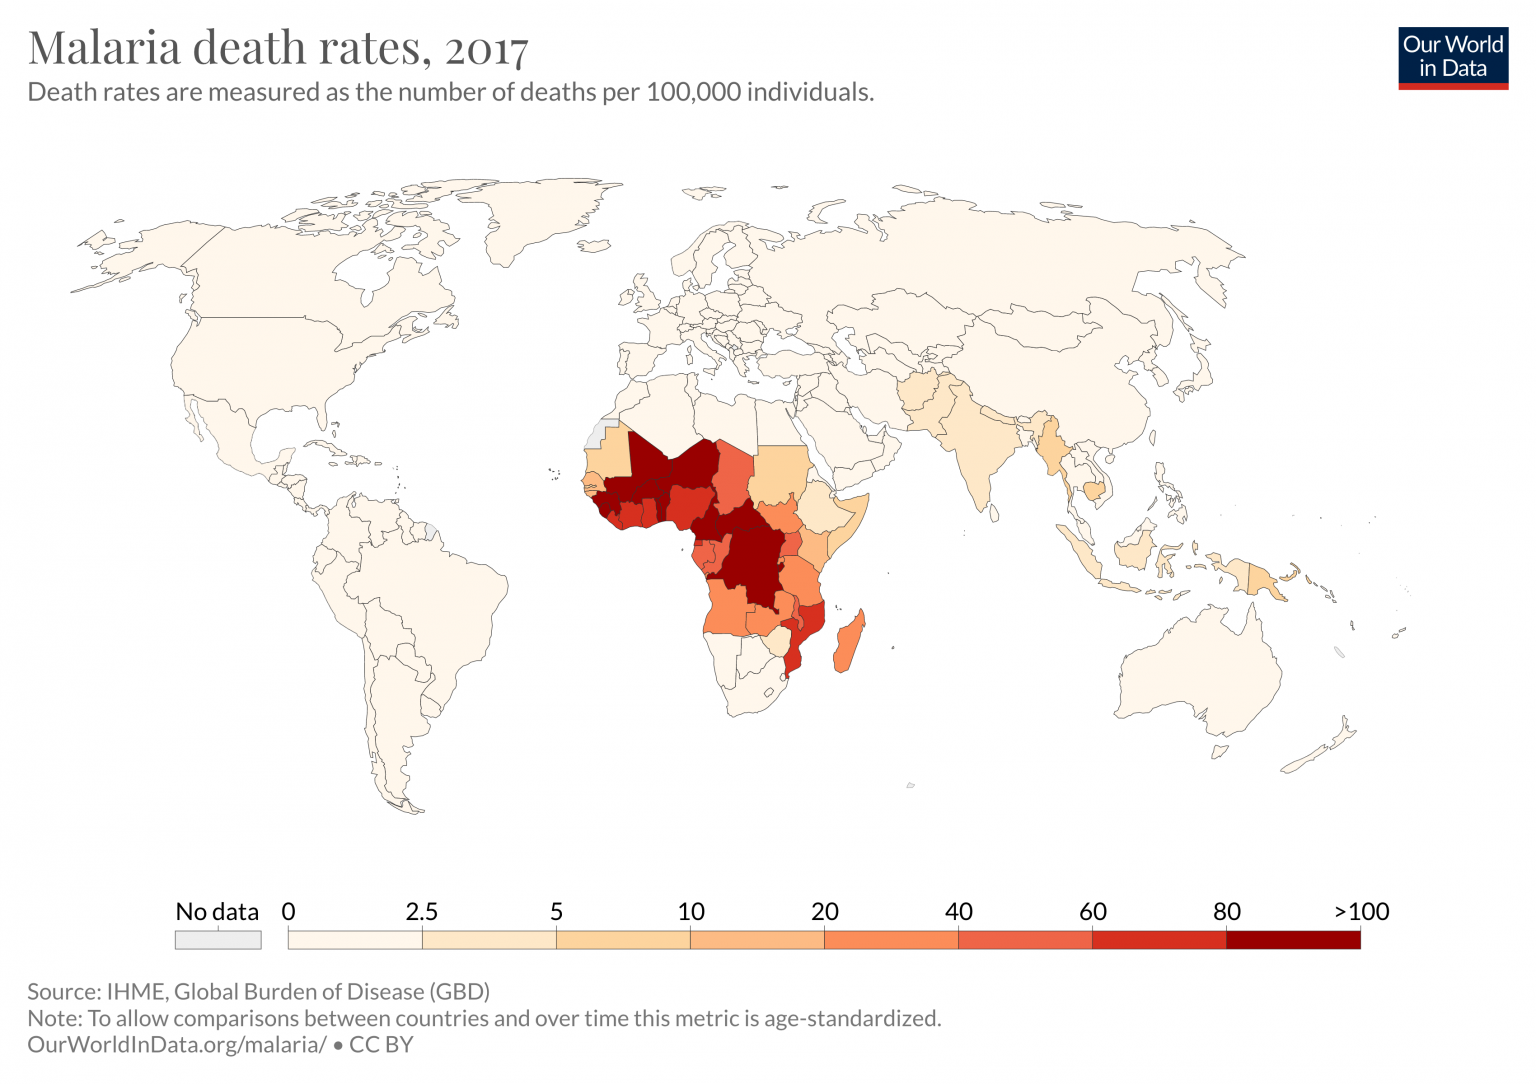 Malaria death rates, 2017
Our World
in Data
Death rates are measured as the number of deaths per 100,000 individuals.
No data 0 2.5 5 10 20 40 60 80 >100
Source: IHME, Global Burden of Disease (GBD)
Note: To allow comparisons between countries and over time this metric is age-standardized.
OurWorldInData.org/malaria/ • CC BY